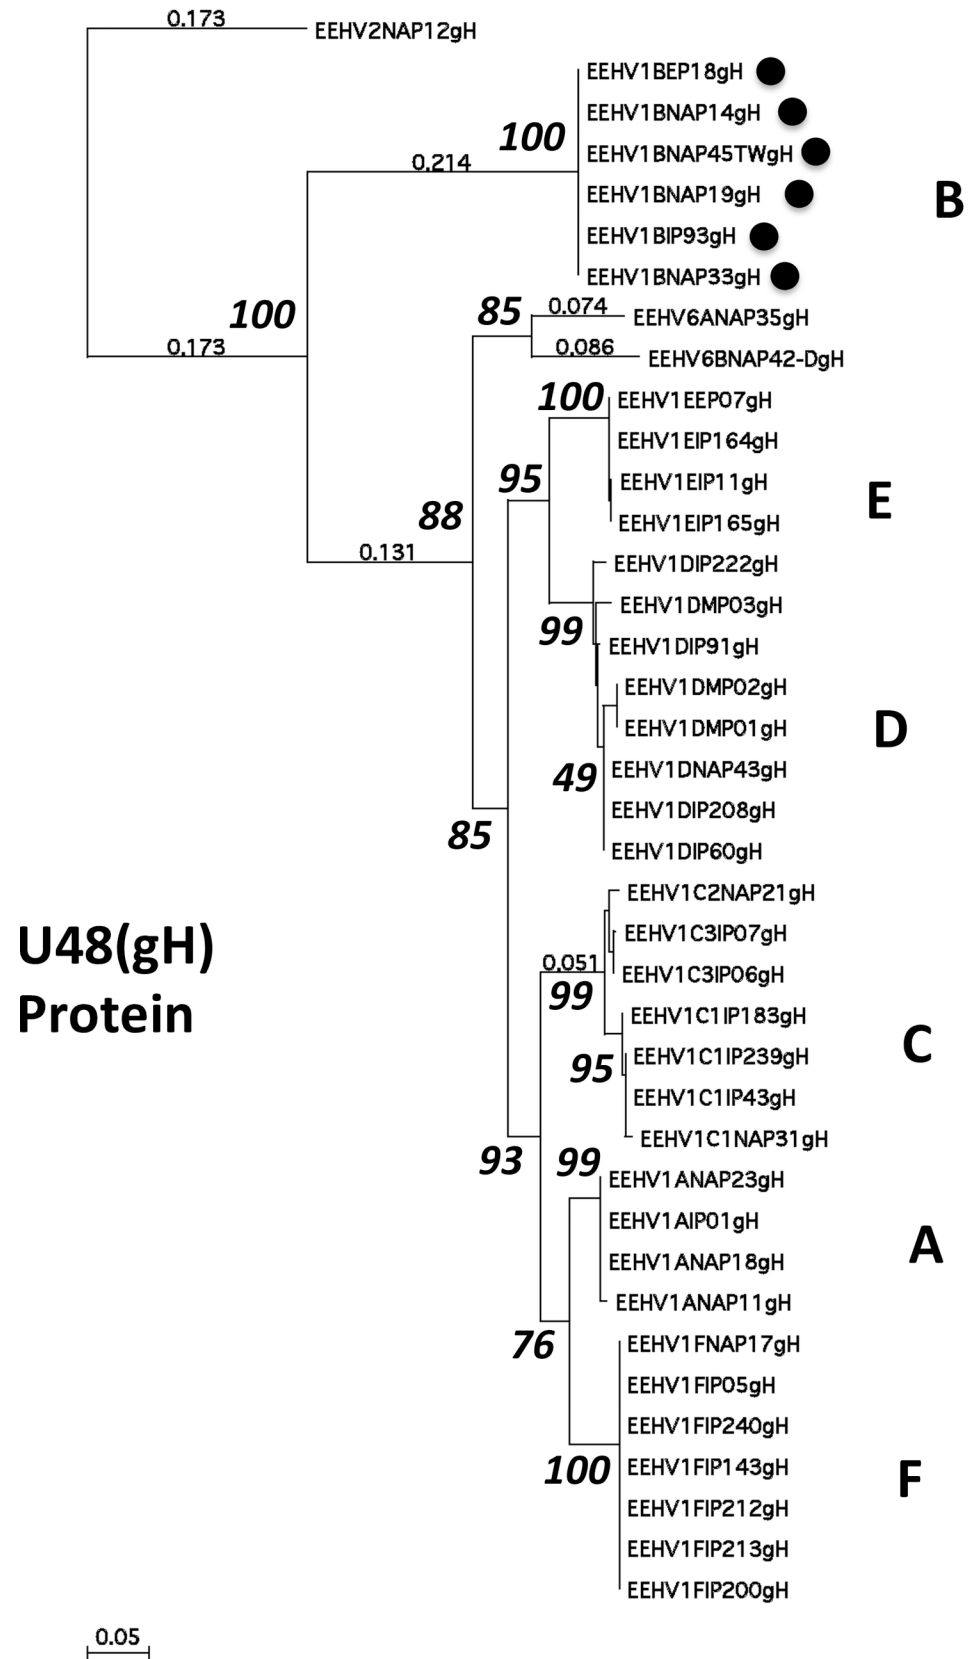 0.173
EEHV2NAP12gH
EEHV1BEP18gH
EEHV1BNAP14gH
100
EEHV1BNAP45TWgH
0.214
EEHV1BNAP19gH
B
EEHV1BIP93gH
EEHV1BNAP33gH
100
85
0.074
EEHV6ANAP35gH
0.173
0.086
EEHV6BNAP42-DgH
100
EEHV1EEP07gH
EEHV1EIP164gH
95
EEHV1EIP11gH
E
88
EEHV1EIP165gH
0.131
EEHV1DIP222gH
EEHV1DMP03gH
99
EEHV1DIP91gH
EEHV1DMP02gH
EEHV1DMP01gH
D
49
EEHV1DNAP43gH
EEHV1DIP208gH
85
EEHV1DIP60gH
EEHV1C2NAP21gH
U48(gH)
Protein
EEHV1C3IP07gH
0.051
EEHV1C3IP06gH
99
EEHV1C1IP183gH
C
95
EEHV1C1IP239gH
EEHV1C1IP43gH
EEHV1C1NAP31gH
93
99
EEHV1ANAP23gH
EEHV1AIP01gH
A
EEHV1ANAP18gH
EEHV1ANAP11gH
76
EEHV1FNAP17gH
EEHV1FIP05gH
EEHV1FIP240gH
100
EEHV1FIP143gH
F
EEHV1FIP212gH
EEHV1FIP213gH
EEHV1FIP200gH
0.05